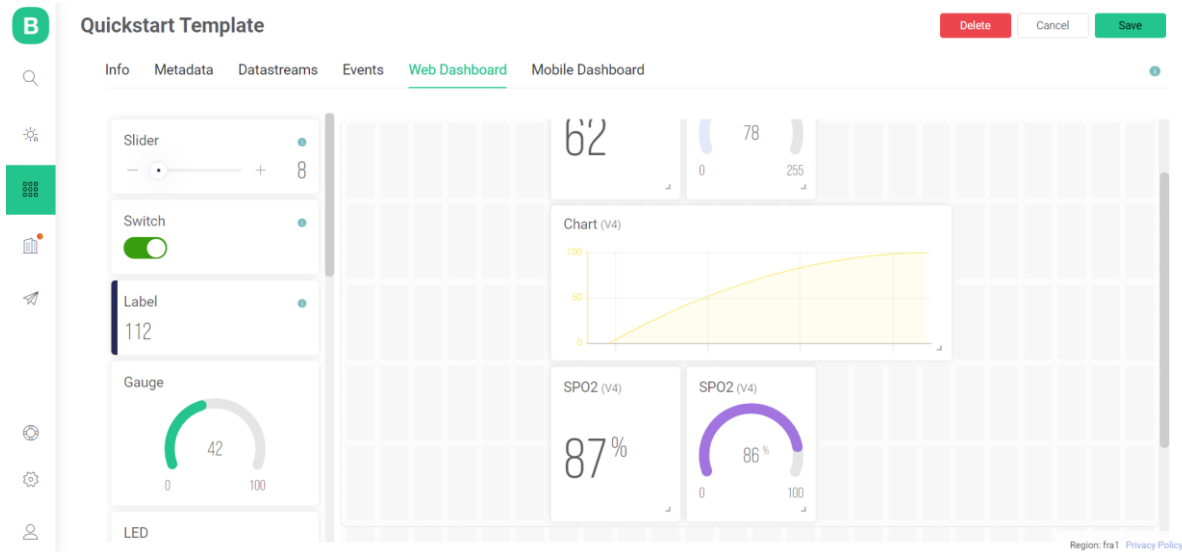 B
Quickstart Template
Delete
Cancel
Save
Info Metadata Datastreams Events Web Dashboard Mobile Dashboard
Slider
8
Switch
Label
112
Gauge
42
0 100
LED
62
78
0 255
Chart (V4)
100
50
0
SPO2 (V4)
87%
SPO2 (V4)
86 %
0 100
Region: fra1 Privacy Policy